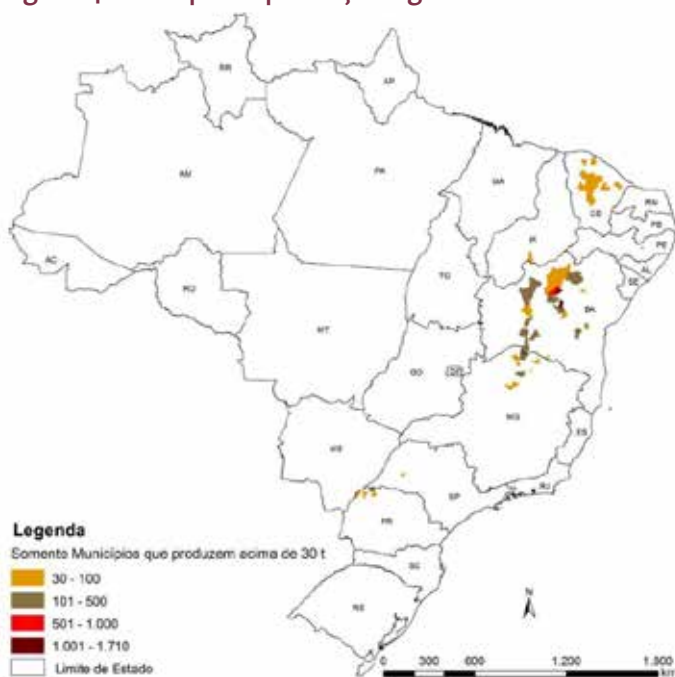 RR
AP
AM
PA
MA
CE
RN
PB
PE
AL
SE
AC
TO
BA
MT
GO
DF
MG
ES
MS
SP
RJ
PR
SC
RS
Legenda
Somente Municípios que produzem acima de 30 t
30 - 100
101 - 500
501 - 1.000
1.001 - 1.710
Limite de Estado
N
0 300 600 1.200 1.800
km